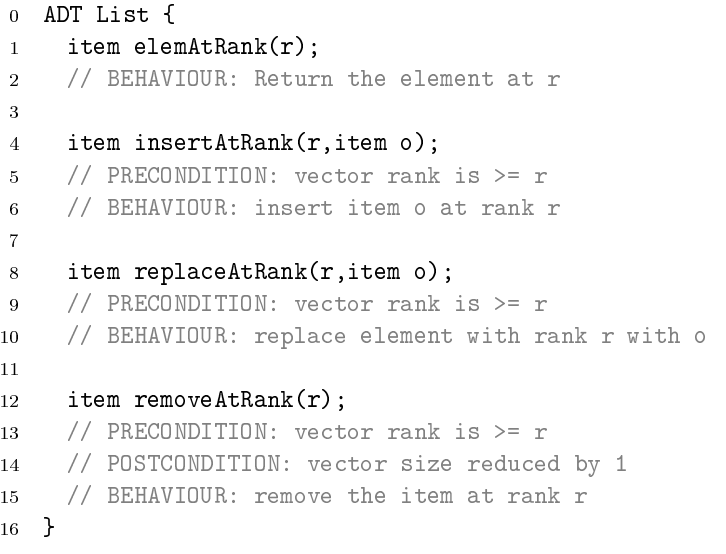 0 ADT List {
1 item elemAtRank(r);
2 // BEHAVIOUR: Return the element at r
3
4 item insertAtRank(r,item o);
5 // PRECONDITION: vector rank is >= r
6 // BEHAVIOUR: insert item o at rank r
7
8 item replaceAtRank(r,item o);
9 // PRECONDITION: vector rank is >= r
10 // BEHAVIOUR: replace element with rank r with o
11
12 item removeAtRank(r);
13 // PRECONDITION: vector rank is >= r
14 // POSTCONDITION: vector size reduced by 1
15 // BEHAVIOUR: remove the item at rank r
16 }